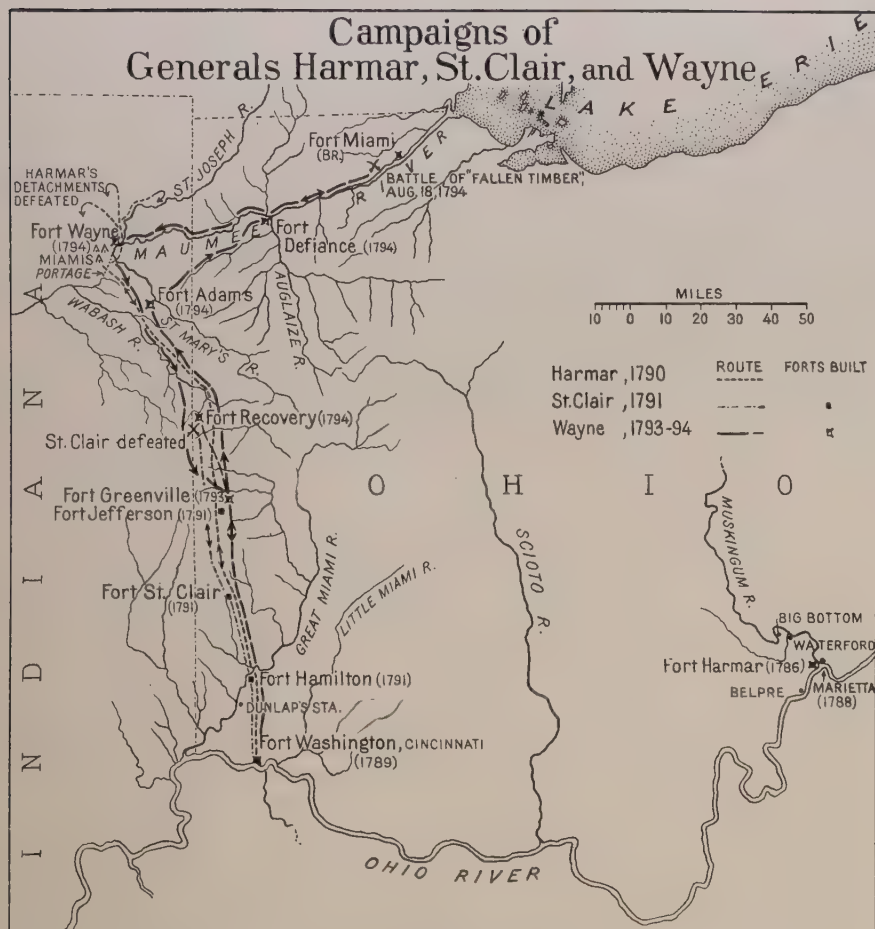 Campaigns of
Generals Harmar, St. Clair, and Wayne
LAKE ERIE
Fort Miami
(BR.)
ST. JOSEPH R.
HARMAR'S
DETACHMENTS
DEFEATED
BATTLE OF "FALLEN TIMBER",
AUG. 18, 1794
MAUMEE RIVER
Fort Wayne
(1794)
MIAMIS
PORTAGE
Fort
Defiance (1794)
Fort Adams
(1794)
AUGLAIZE R.
WABASH R.
ST MARY'S R.
MILES
10 0 10 20 30 40 50
ROUTE FORTS BUILT
Harmar, 1790
St. Clair, 1791
Wayne, 1793-94
Fort Recovery (1794)
St. Clair defeated
Fort Greenville (1793
Fort Jefferson (1791)
OHIO
INDIANA
MUSKINGUM R.
SCIOTO R.
GREAT MIAMI R.
LITTLE MIAMI R.
Fort St. Clair
(1791)
BIG BOTTOM
WATERFORD
Fort Harmar (1786)
BELPRE
MARIETTA
(1788)
Fort Hamilton (1791)
DUNLAP'S STA.
Fort Washington, CINCINNATI
(1789)
OHIO RIVER